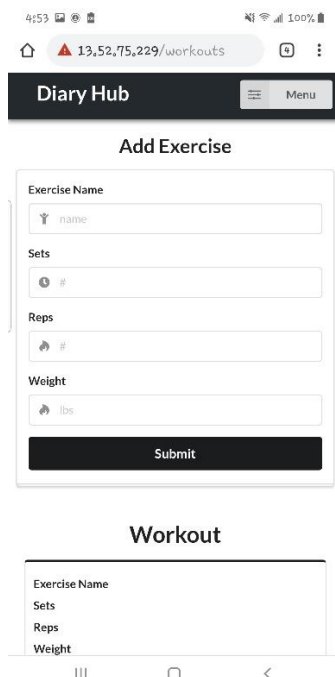 4:53
100%
13.52.75.229/workouts
4
Diary Hub
Menu
Add Exercise
Exercise Name
name
Sets
#
Reps
#
Weight
lbs
Submit
Workout
Exercise Name
Sets
Reps
Weight